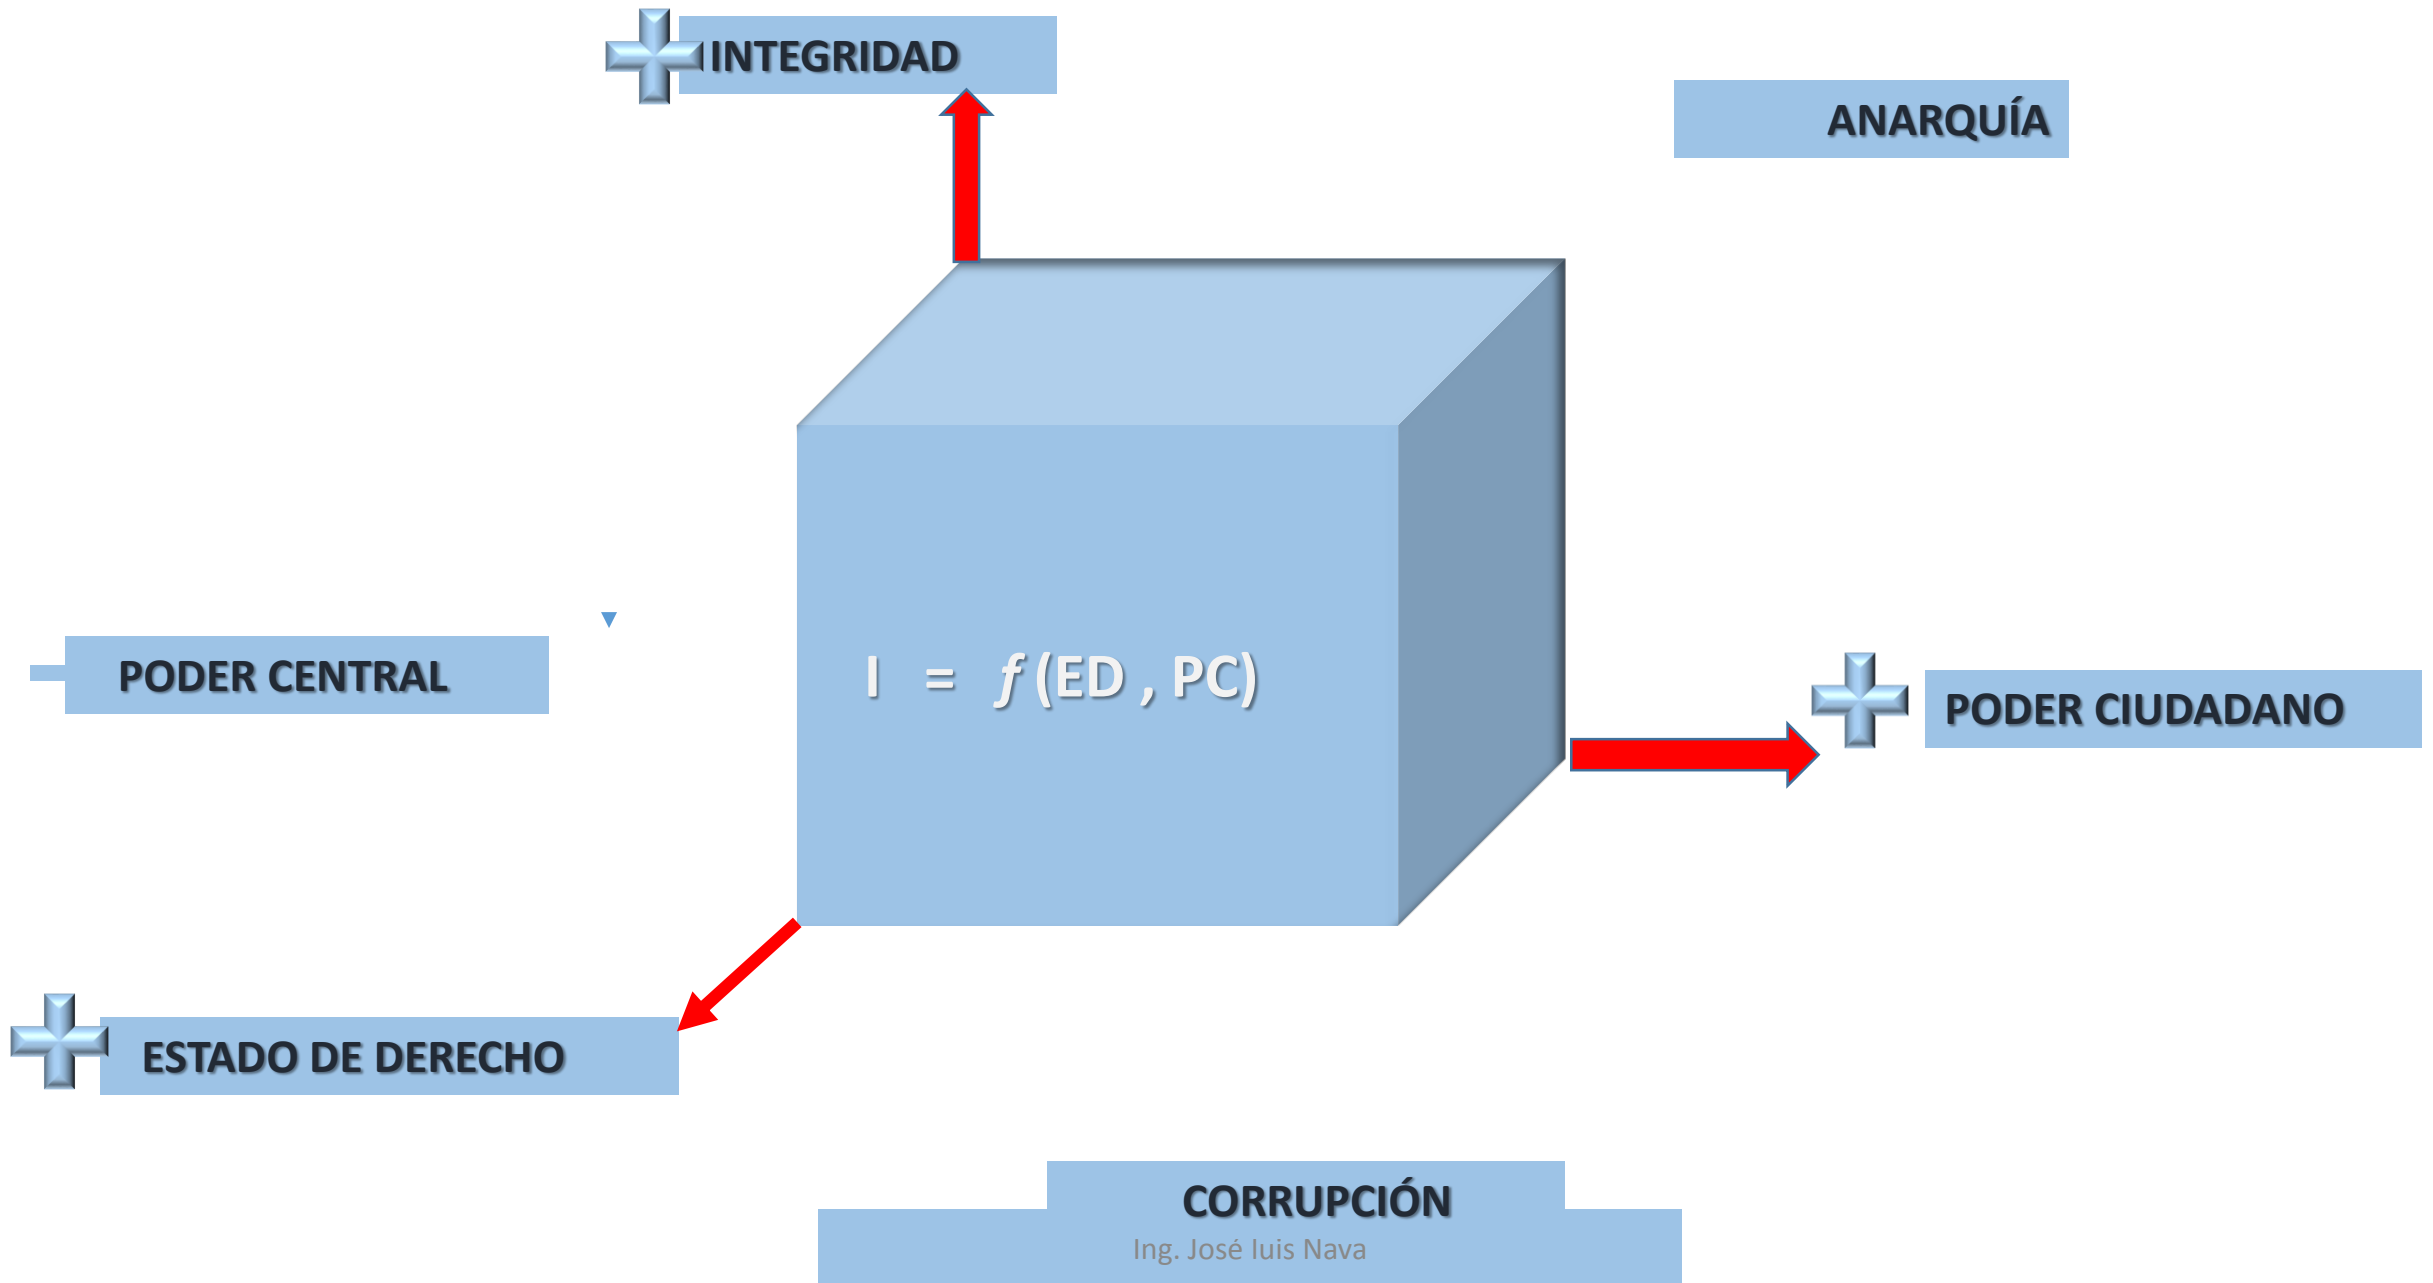 INTEGRIDAD
ANARQUÍA
PODER CENTRAL
I = ƒ (ED , PC)
PODER CIUDADANO
ESTADO DE DERECHO
CORRUPCIÓN
Ing. José luis Nava